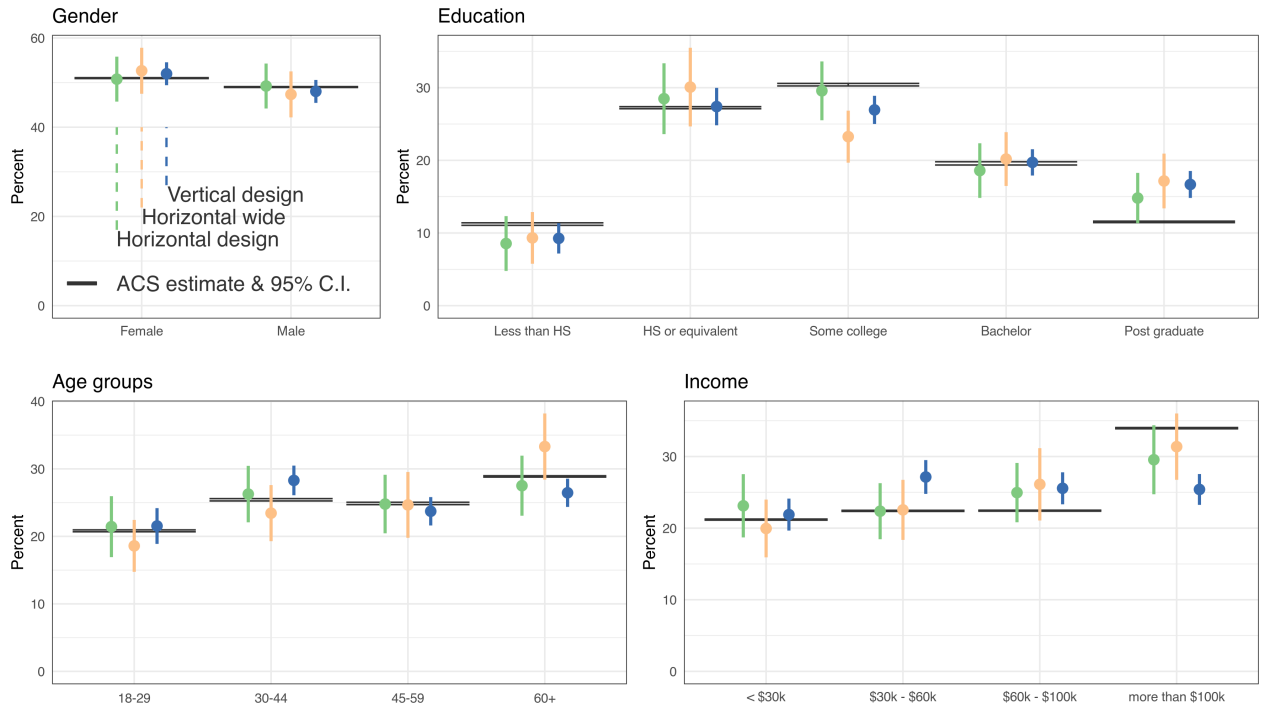 Gender
Percent
60
40
20
0
Vertical design
Horizontal wide
Horizontal design
ACS estimate & 95% C.I.
Female Male
Education
Percent
30
20
10
0
Less than HS HS or equivalent Some college Bachelor Post graduate
Age groups
Percent
40
30
20
10
0
18-29 30-44 45-59 60+
Income
Percent
30
20
10
0
< $30k $30k - $60k $60k - $100k more than $100k